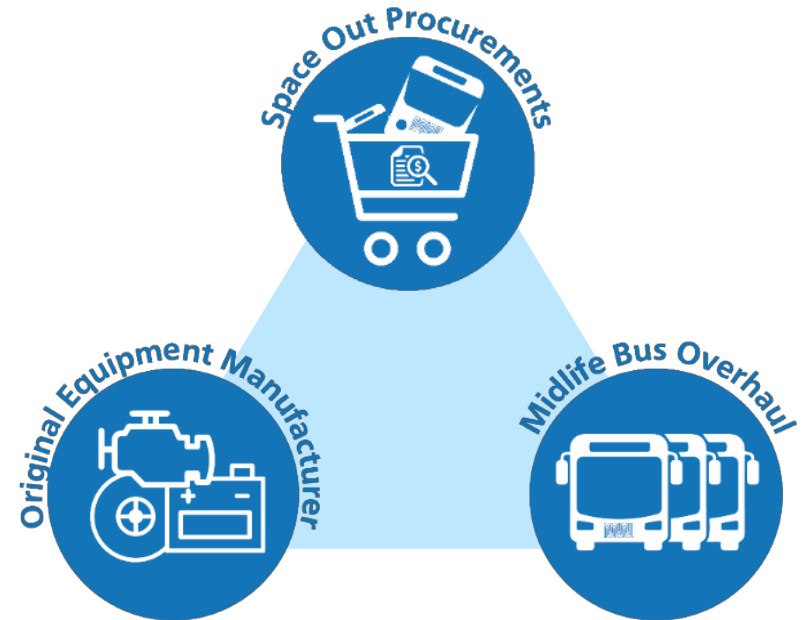 Space Out Procurements
$
Original Equipment Manufacturer
Midlife Bus Overhaul